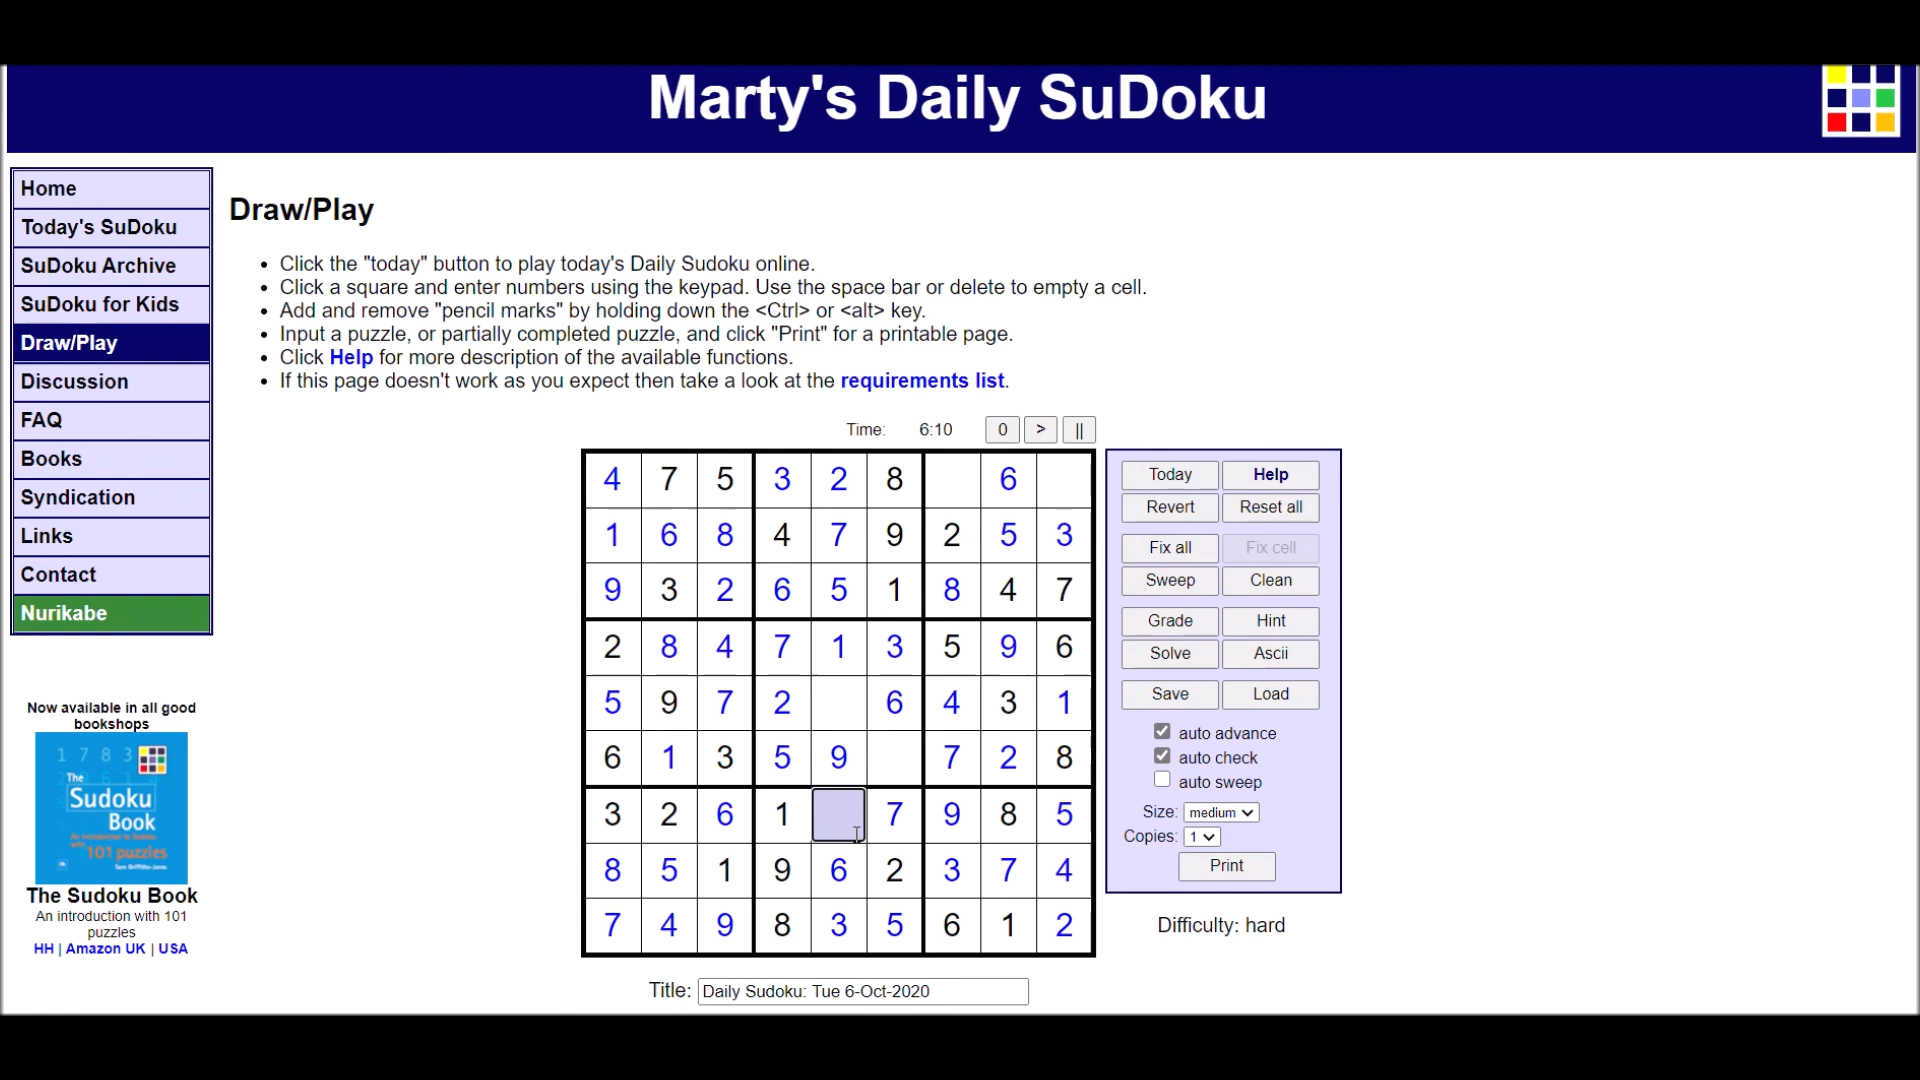 Marty's Daily SuDoku
Home
Today's SuDoku
SuDoku Archive
SuDoku for Kids
Draw/Play
Discussion
FAQ
Books
Syndication
Links
Contact
Nurikabe
Now available in all good
bookshops
The
Sudoku
Book
101 puzzles
The Sudoku Book
An introduction with 101
puzzles
HH | Amazon UK | USA
Draw/Play
• Click the "today" button to play today's Daily Sudoku online.
• Click a square and enter numbers using the keypad. Use the space bar or delete to empty a cell.
• Add and remove "pencil marks" by holding down the <Ctrl> or <alt> key.
• Input a puzzle, or partially completed puzzle, and click "Print" for a printable page.
• Click Help for more description of the available functions.
• If this page doesn't work as you expect then take a look at the requirements list.
Time: 6:10 0 > ||
4 7 5 3 2 8 6
1 6 8 4 7 9 2 5 3
9 3 2 6 5 1 8 4 7
2 8 4 7 1 3 5 9 6
5 9 7 2 6 4 3 1
6 1 3 5 9 7 2 8
3 2 6 1 7 9 8 5
8 5 1 9 6 2 3 7 4
7 4 9 8 3 5 6 1 2
Title: Daily Sudoku: Tue 6-Oct-2020
Today Help
Revert Reset all
Fix all Fix cell
Sweep Clean
Grade Hint
Solve Ascii
Save Load
auto advance
auto check
auto sweep
Size: medium
Copies: 1
Print
Difficulty: hard